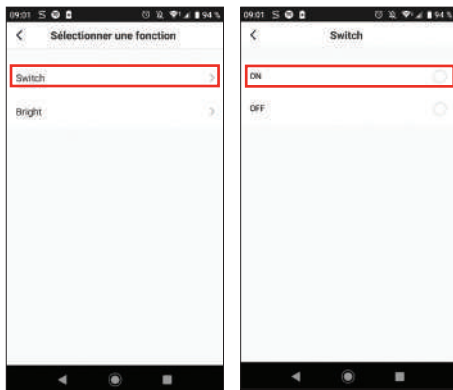 09:01 94 %
Sélectionner une fonction
Switch
Bright
09:01 94 %
Switch
ON
OFF